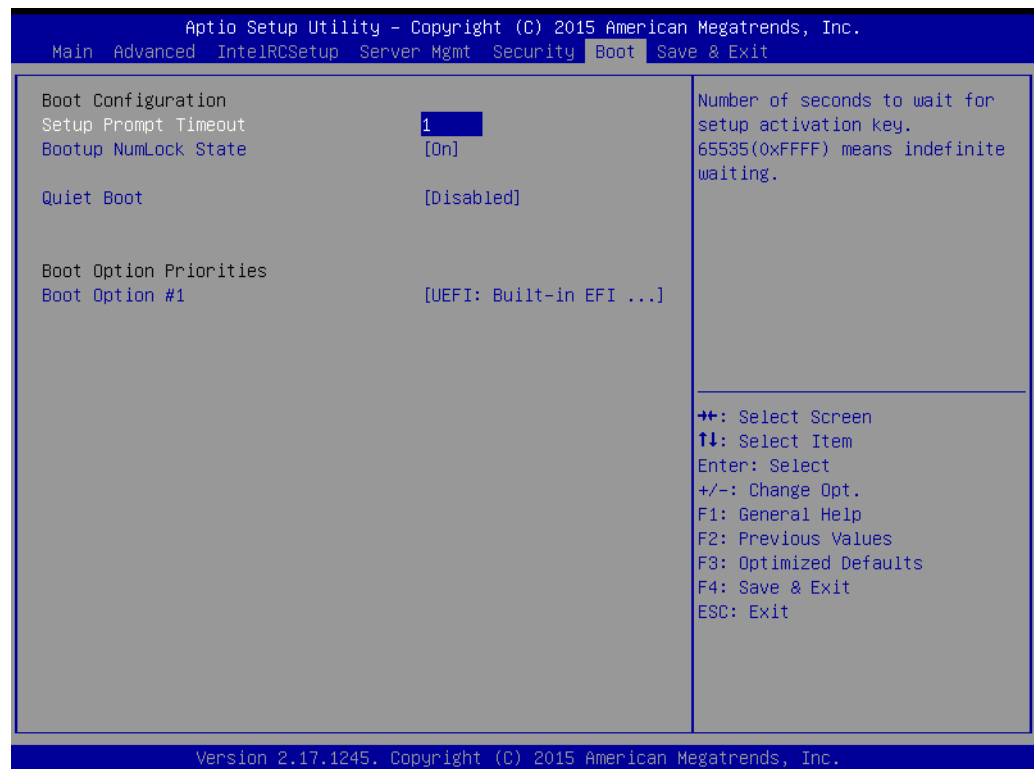 Aptio Setup Utility – Copyright (C) 2015 American Megatrends, Inc.
Main Advanced IntelRCSetup Server Mgmt Security Boot Save & Exit
Boot Configuration
Setup Prompt Timeout 1
Bootup NumLock State [On]
Quiet Boot [Disabled]
Boot Option Priorities
Boot Option #1 [UEFI: Built-in EFI ...]
Number of seconds to wait for
setup activation key.
65535(0xFFFF) means indefinite
waiting.
→←: Select Screen
↑↓: Select Item
Enter: Select
+/-: Change Opt.
F1: General Help
F2: Previous Values
F3: Optimized Defaults
F4: Save & Exit
ESC: Exit
Version 2.17.1245. Copyright (C) 2015 American Megatrends, Inc.